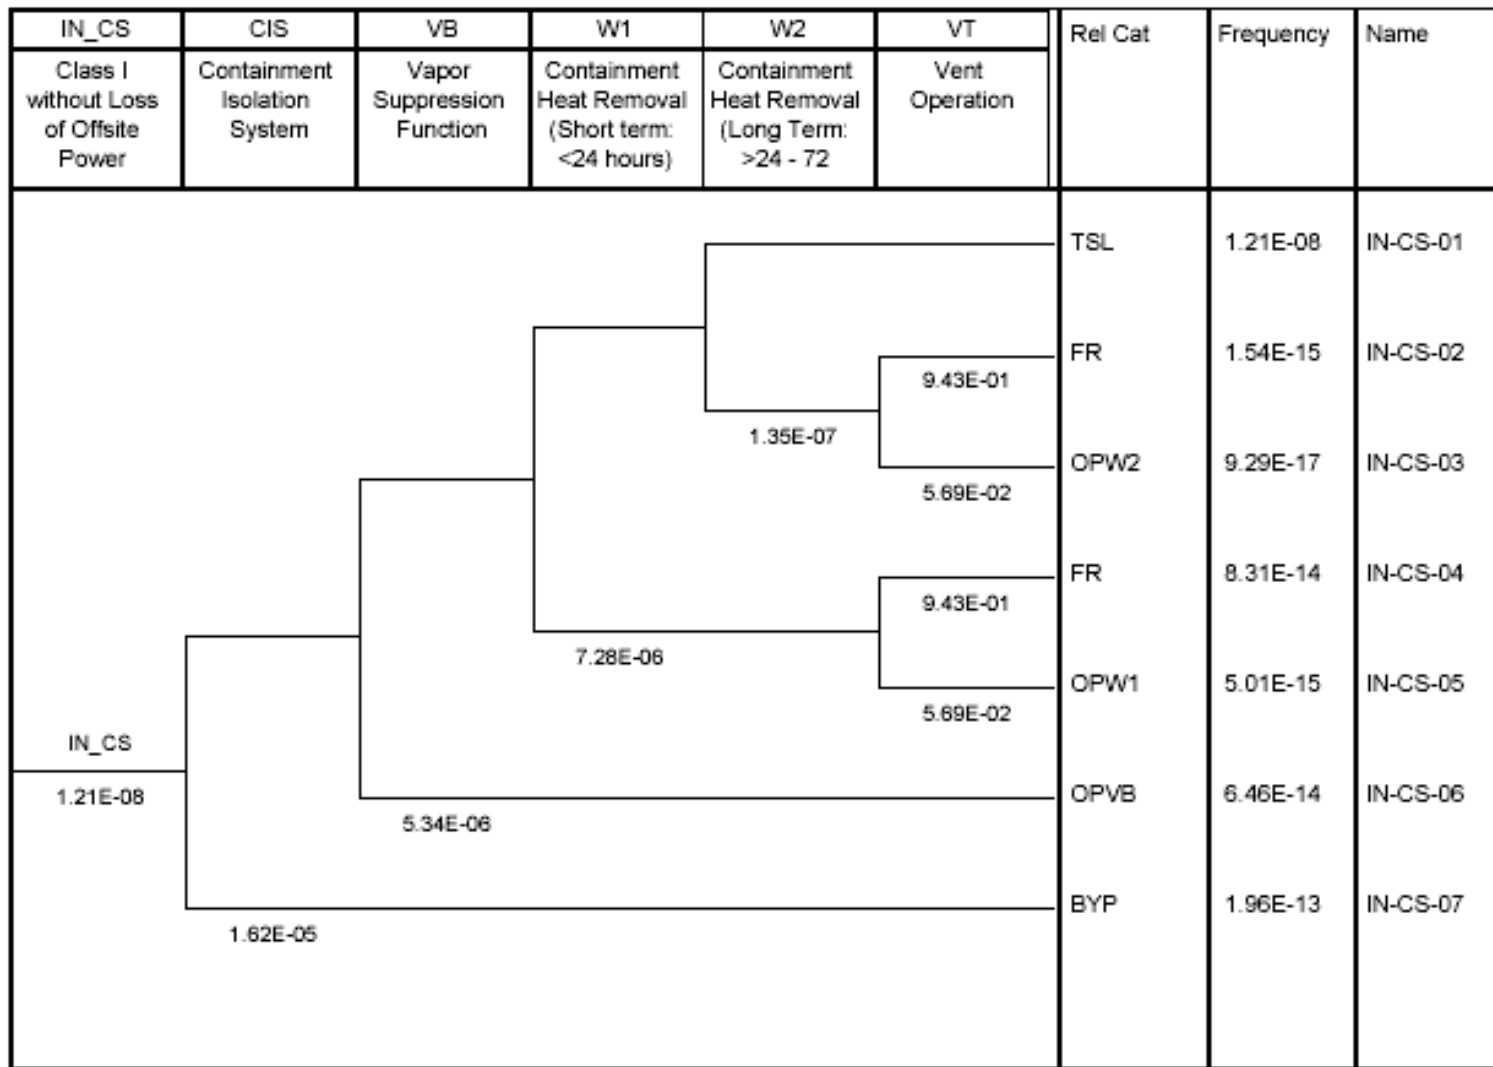 IN_CS CIS VB W1 W2 VT Rel Cat Frequency Name
Class I
without Loss
of Offsite
Power
Containment
Isolation
System
Vapor
Suppression
Function
Containment
Heat Removal
(Short term:
<24 hours)
Containment
Heat Removal
(Long Term:
>24 - 72
Vent
Operation
TSL 1.21E-08 IN-CS-01
FR 1.54E-15 IN-CS-02
9.43E-01
1.35E-07
OPW2 9.29E-17 IN-CS-03
5.69E-02
FR 8.31E-14 IN-CS-04
9.43E-01
7.28E-06
OPW1 5.01E-15 IN-CS-05
5.69E-02
IN_CS
1.21E-08
OPVB 6.46E-14 IN-CS-06
5.34E-06
BYP 1.96E-13 IN-CS-07
1.62E-05